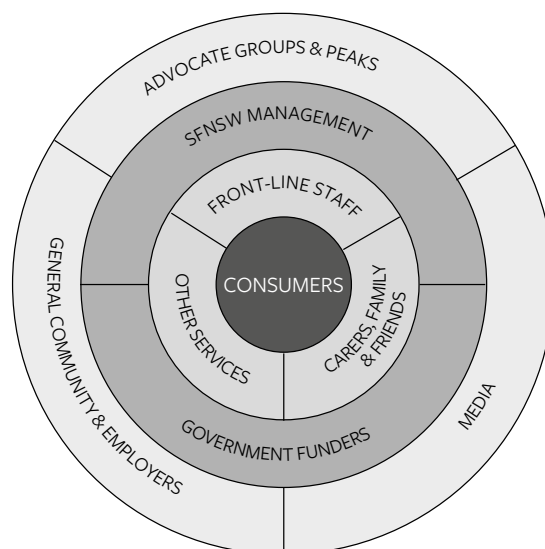 ADVOCATE GROUPS & PEAKS
SFNSW MANAGEMENT
FRONT-LINE STAFF
CONSUMERS
OTHER SERVICES
CARERS, FAMILY
& FRIENDS
GENERAL COMMUNITY & EMPLOYERS
MEDIA
GOVERNMENT FUNDERS